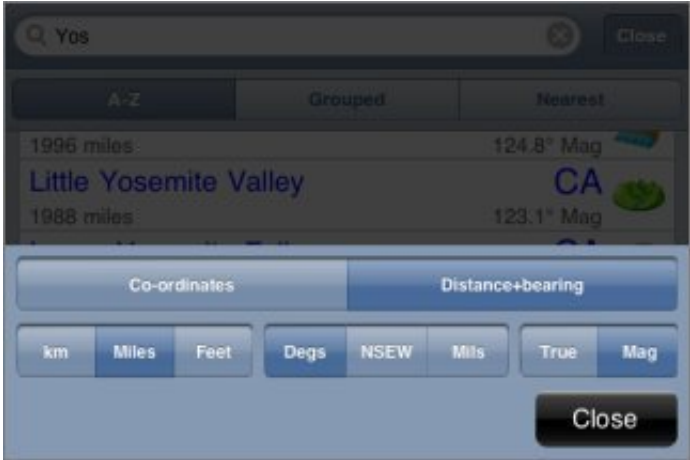 Yos
Close
A-Z Grouped Nearest
1996 miles 124.8° Mag
Little Yosemite Valley CA
1988 miles 123.1° Mag
Co-ordinates Distance+bearing
km Miles Feet Degs NSEW Mils True Mag
Close